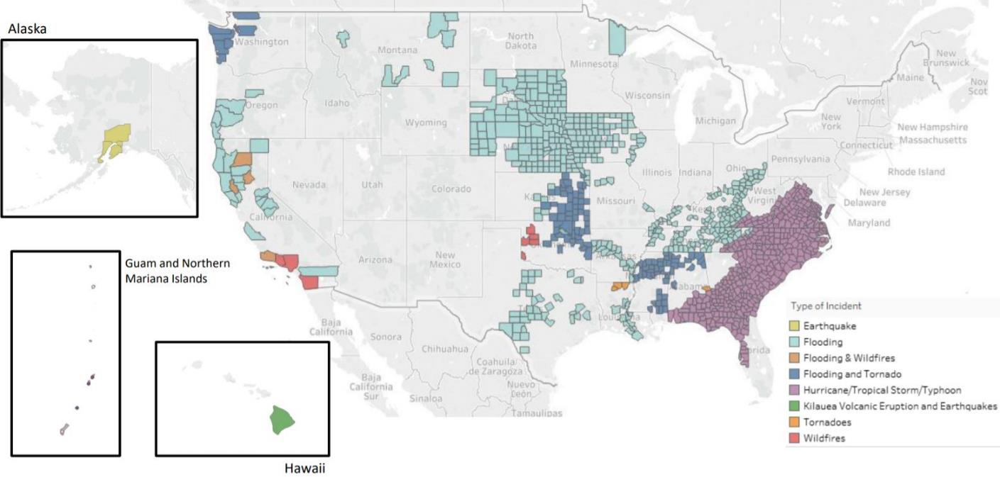 Alaska
Washington
Montana
North
Dakota
Minnesota
Wisconsin
Michigan
Oregon
Idaho
Wyoming
Nevada
Utah
Colorado
California
Arizona
New
Mexico
Illinois
Indiana
Ohio
Missouri
West
Virgin
Pennsylvania
New
York
Vermont
Maine
New
Brunswick
Nov
Scot
New Hampshire
Massachusetts
Connecticut
Rhode Island
New Jersey
Delaware
Maryland
Baja
California
Sonora
Chihuahua
Coahuila
de Zaragoza
Baja
California
Sur
Sinaloa
Nuevo
León
Tamaulipas
Guam and Northern
Mariana Islands
Hawaii
Type of Incident
Earthquake
Flooding
Flooding & Wildfires
Flooding and Tornado
Hurricane/Tropical Storm/Typhoon
Kilauea Volcanic Eruption and Earthquakes
Tornadoes
Wildfires